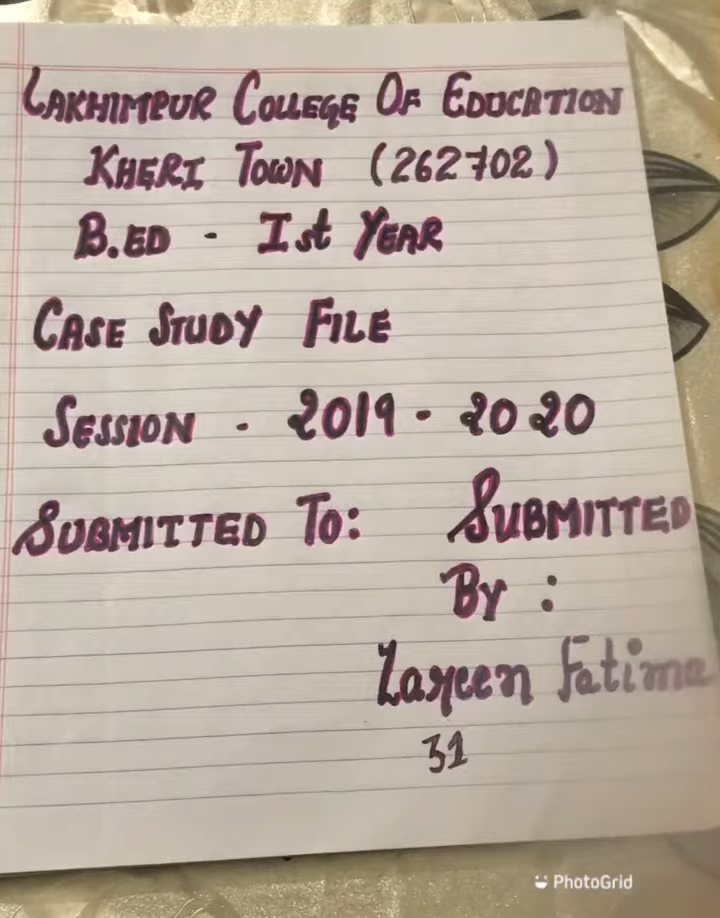 LAKHIMPUR COLLEGE OF EDUCATION
KHERI TOWN (262702)
B.ED - Ist YEAR
CASE STUDY FILE
SESSION - 2019 - 2020
SUBMITTED TO: SUBMITTED
BY :
Zareen Fatima
31
PhotoGrid